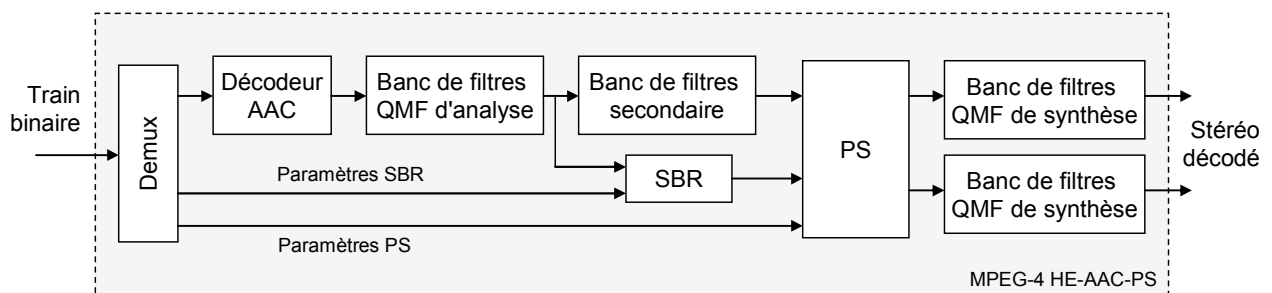 Train
binaire
Demux
Décodeur
AAC
Banc de filtres
QMF d'analyse
Banc de filtres
secondaire
Paramètres SBR
SBR
Paramètres PS
PS
Banc de filtres
QMF de synthèse
Banc de filtres
QMF de synthèse
Stéréo
décodé
MPEG-4 HE-AAC-PS